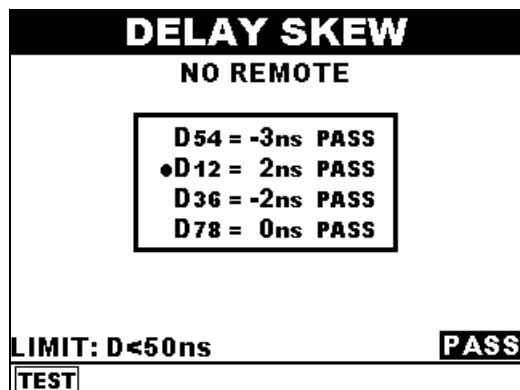 DELAY SKEW
NO REMOTE
D54 = -3ns PASS
●D12 = 2ns PASS
D36 = -2ns PASS
D78 = 0ns PASS
LIMIT: D<50ns PASS
TEST